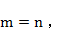 m = n ,